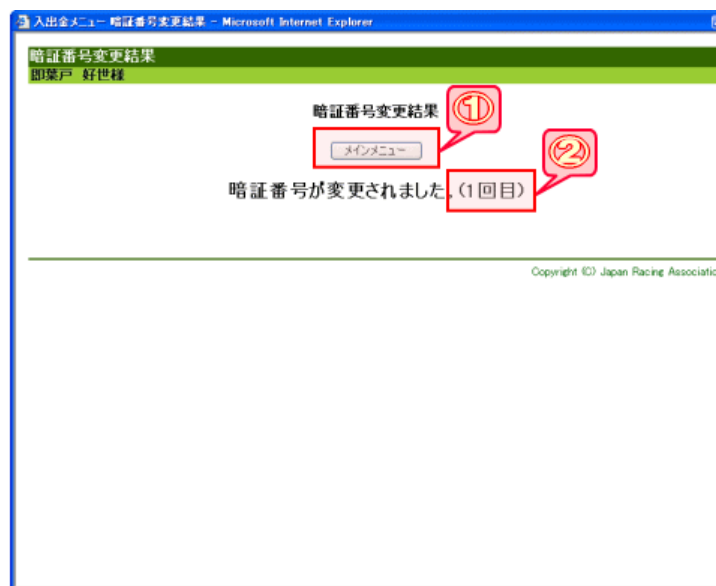 入出金メニュー 暗証番号変更結果 - Microsoft Internet Explorer
暗証番号変更結果
即葉戸 好世様
暗証番号変更結果
①
メインメニュー
②
暗証番号が変更されました.(1回目)
Copyright (C) Japan Racing Associatio